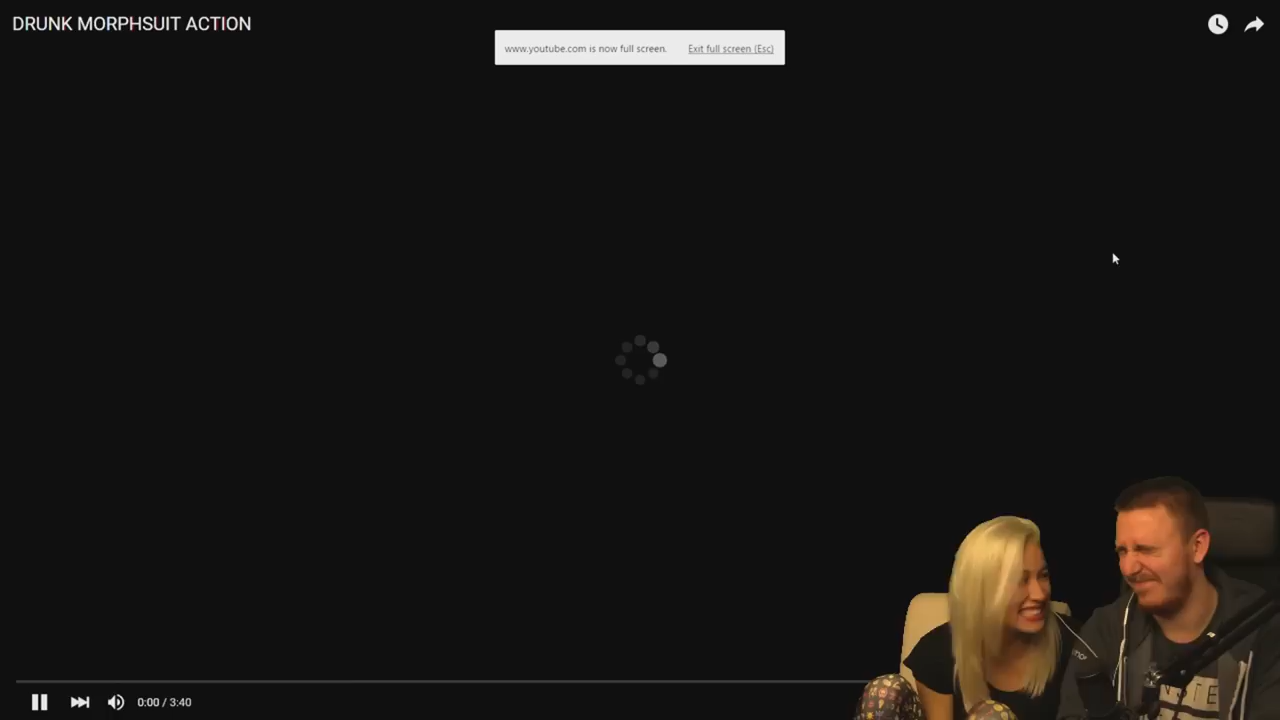 DRUNK MORPHSUIT ACTION
www.youtube.com is now full screen. Exit full screen (Esc)
0:00 / 3:40